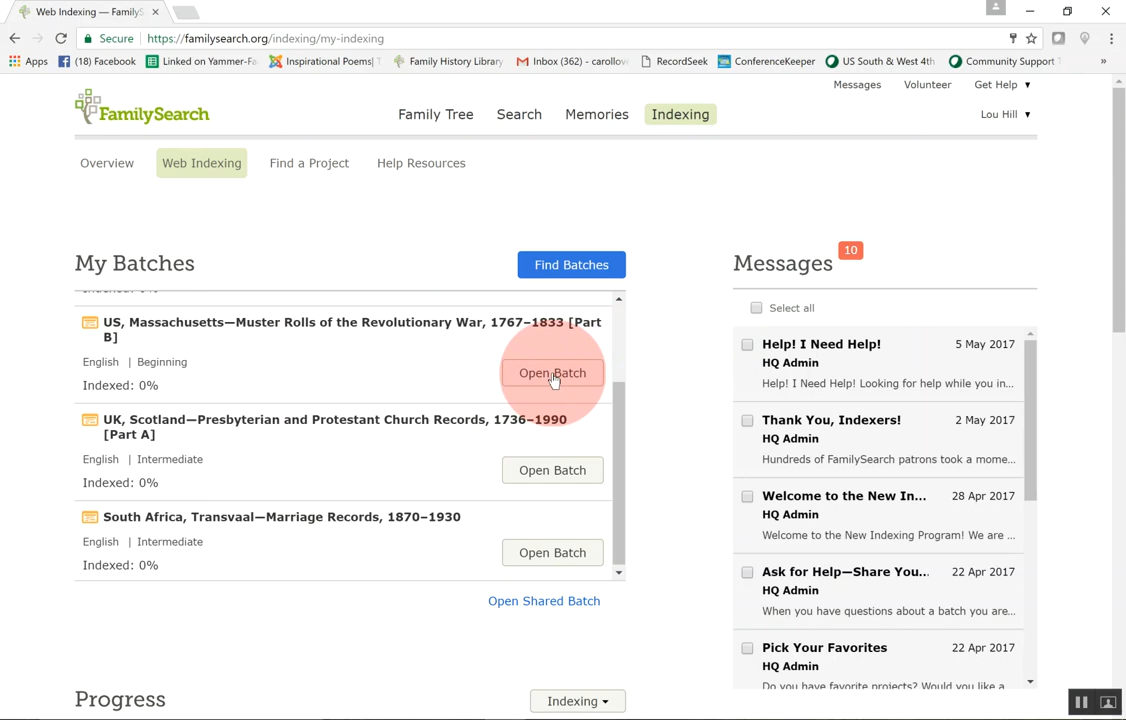 Web Indexing — FamilyS
Secure https://familysearch.org/indexing/my-indexing
Apps (18) Facebook Linked on Yammer-Fa Inspirational Poems| T Family History Library Inbox (362) - carollov RecordSeek ConferenceKeeper US South & West 4th Community Support T »
Messages Volunteer Get Help ▼
FamilySearch Family Tree Search Memories Indexing Lou Hill ▼
Overview Web Indexing Find a Project Help Resources
My Batches Find Batches
US, Massachusetts—Muster Rolls of the Revolutionary War, 1767–1833 [Part
B]
English | Beginning
Open Batch
Indexed: 0%
UK, Scotland—Presbyterian and Protestant Church Records, 1736–1990
[Part A]
English | Intermediate
Open Batch
Indexed: 0%
South Africa, Transvaal—Marriage Records, 1870–1930
English | Intermediate
Open Batch
Indexed: 0%
Open Shared Batch
Progress Indexing ▾
Messages 10
Select all
Help! I Need Help! 5 May 2017
HQ Admin
Help! I Need Help! Looking for help while you in...
Thank You, Indexers! 2 May 2017
HQ Admin
Hundreds of FamilySearch patrons took a mome...
Welcome to the New In... 28 Apr 2017
HQ Admin
Welcome to the New Indexing Program! We are ...
Ask for Help—Share You... 22 Apr 2017
HQ Admin
When you have questions about a batch you are...
Pick Your Favorites 22 Apr 2017
HQ Admin
Do you have favorite projects? Would you like a